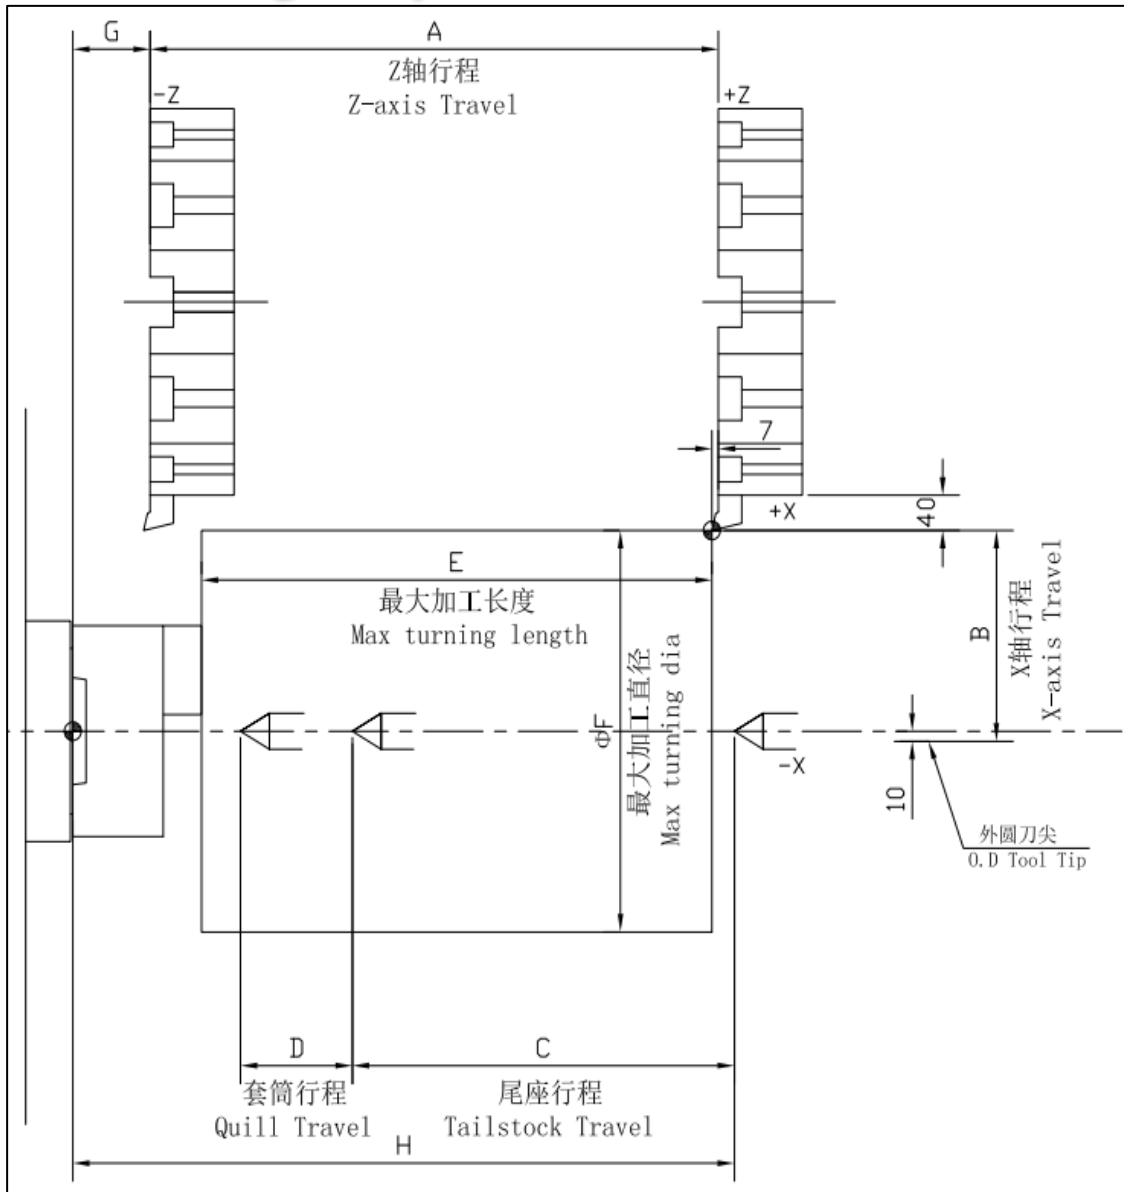 G
A
Z轴行程
Z-axis Travel
-Z
+Z
7
+X
40
E
最大加工长度
Max turning length
B
X轴行程
X-axis Travel
ΦF
最大加工直径
Max turning dia
-X
10
外圆刀尖
O.D Tool Tip
D
C
套筒行程
Quill Travel
尾座行程
Tailstock Travel
H